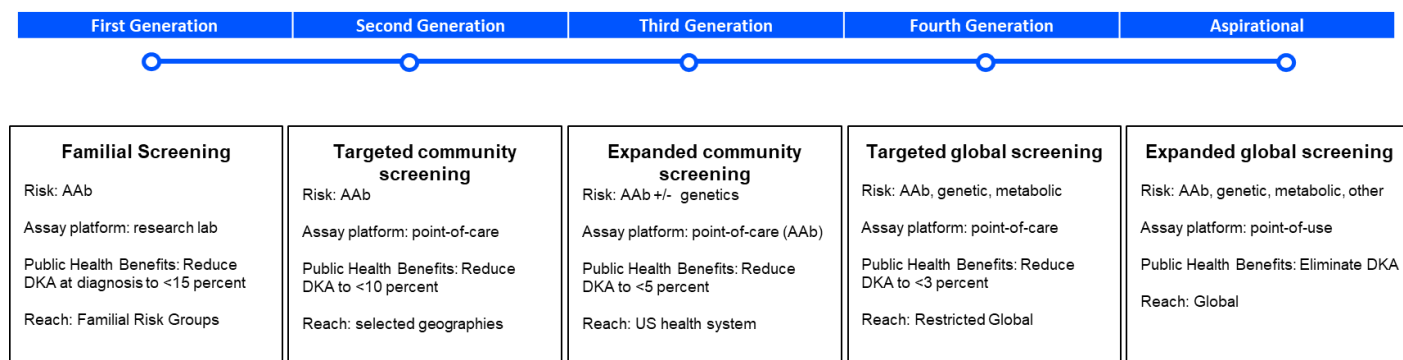 First Generation
Second Generation
Third Generation
Fourth Generation
Aspirational
Familial Screening
Risk: AAb
Assay platform: research lab
Public Health Benefits: Reduce
DKA at diagnosis to <15 percent
Reach: Familial Risk Groups
Targeted community
screening
Risk: AAb
Assay platform: point-of-care
Public Health Benefits: Reduce
DKA to <10 percent
Reach: selected geographies
Expanded community
screening
Risk: AAb +/- genetics
Assay platform: point-of-care (AAb)
Public Health Benefits: Reduce
DKA to <5 percent
Reach: US health system
Targeted global screening
Risk: AAb, genetic, metabolic
Assay platform: point-of-care
Public Health Benefits: Reduce
DKA to <3 percent
Reach: Restricted Global
Expanded global screening
Risk: AAb, genetic, metabolic, other
Assay platform: point-of-use
Public Health Benefits: Eliminate DKA
Reach: Global